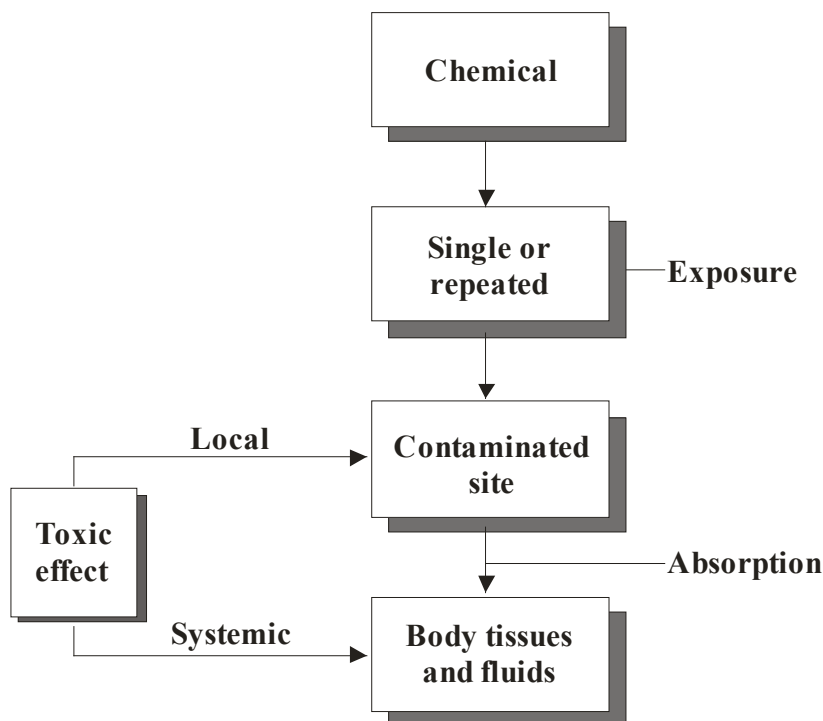 Chemical
Single or
repeated
Exposure
Local
Contaminated
site
Toxic
effect
Absorption
Systemic
Body tissues
and fluids